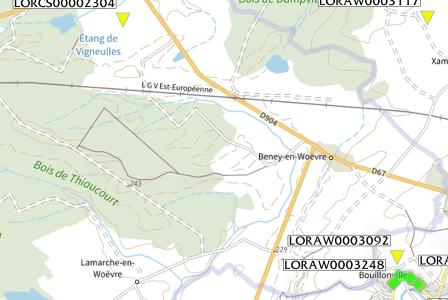 LORCS00002304
LORAW0003117
Bois de Dampvi
Étang de
Vigneulles
Xam
L G V Est-Européenne
D904
Beney-en-Woëvre
D67
Bois de Thiaucourt
243
LORAW0003092
229
Lamarche-en-
Woëvre
LORAW0003248
LORA
Bouillonville